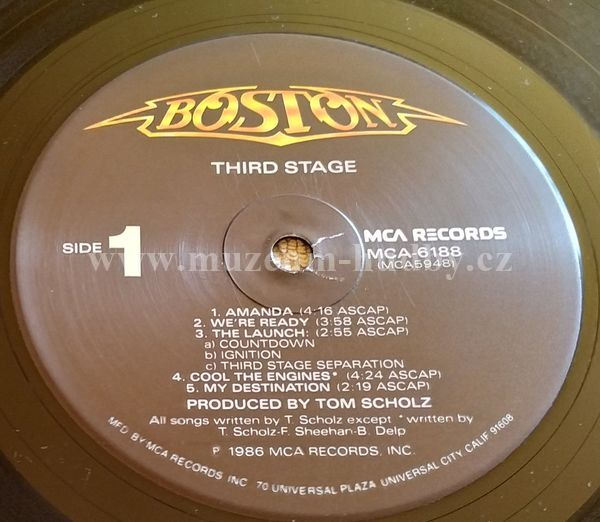 BOSTON
THIRD STAGE
SIDE 1
MCA RECORDS
MCA-6188
(MCA5948)
1. AMANDA (4:16 ASCAP)
2. WE'RE READY (3:58 ASCAP)
3. THE LAUNCH: (2:55 ASCAP)
a) COUNTDOWN
b) IGNITION
c) THIRD STAGE SEPARATION
4. COOL THE ENGINES* (4:24 ASCAP)
5. MY DESTINATION (2:19 ASCAP)
PRODUCED BY TOM SCHOLZ
All songs written by T. Scholz except * written by
T. Scholz-F. Sheehan-B. Delp
℗ 1986 MCA RECORDS, INC.
MFD BY MCA RECORDS INC 70 UNIVERSAL PLAZA UNIVERSAL CITY CALIF 91608